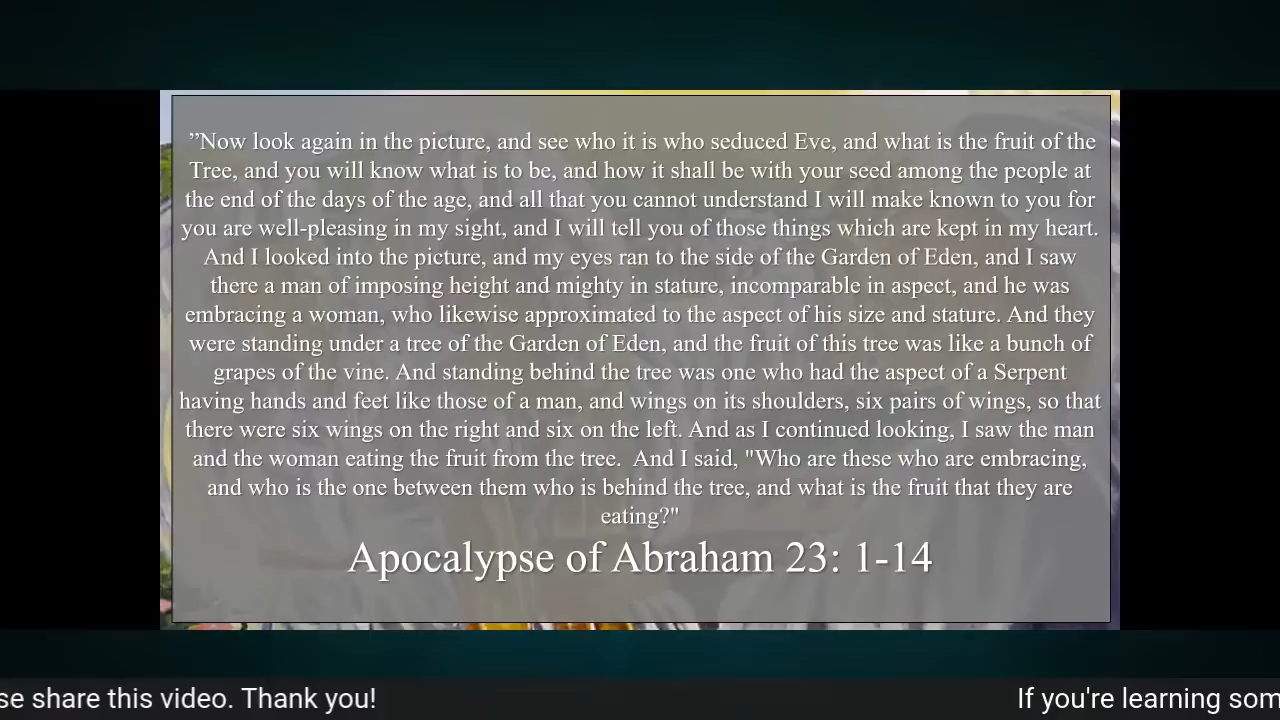 ”Now look again in the picture, and see who it is who seduced Eve, and what is the fruit of the
Tree, and you will know what is to be, and how it shall be with your seed among the people at
the end of the days of the age, and all that you cannot understand I will make known to you for
you are well-pleasing in my sight, and I will tell you of those things which are kept in my heart.
And I looked into the picture, and my eyes ran to the side of the Garden of Eden, and I saw
there a man of imposing height and mighty in stature, incomparable in aspect, and he was
embracing a woman, who likewise approximated to the aspect of his size and stature. And they
were standing under a tree of the Garden of Eden, and the fruit of this tree was like a bunch of
grapes of the vine. And standing behind the tree was one who had the aspect of a Serpent
having hands and feet like those of a man, and wings on its shoulders, six pairs of wings, so that
there were six wings on the right and six on the left. And as I continued looking, I saw the man
and the woman eating the fruit from the tree.  And I said, "Who are these who are embracing,
and who is the one between them who is behind the tree, and what is the fruit that they are
eating?"
Apocalypse of Abraham 23: 1-14
se share this video. Thank you!
If you're learning som